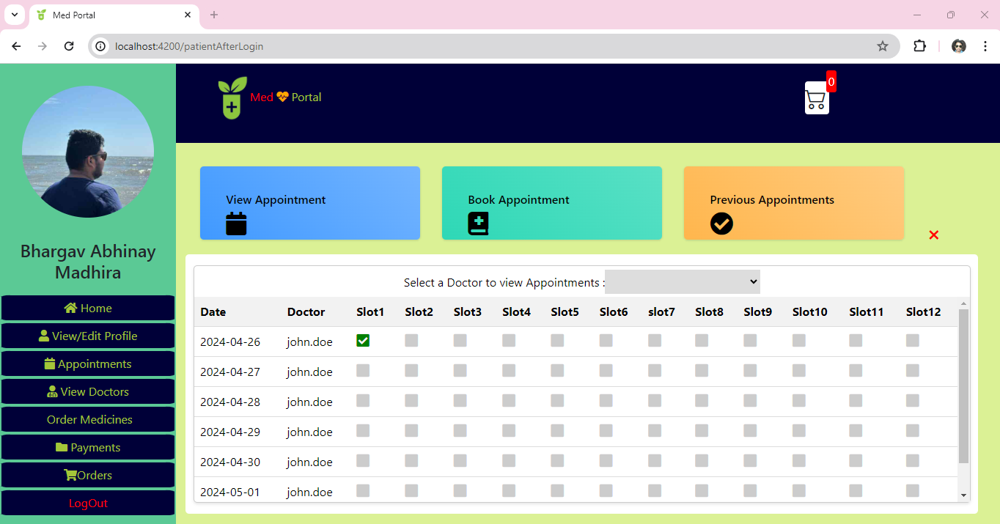 Med Portal
localhost:4200/patientAfterLogin
Med Portal
0
Bhargav Abhinay
Madhira
Home
View/Edit Profile
Appointments
View Doctors
Order Medicines
Payments
Orders
LogOut
View Appointment
Book Appointment
Previous Appointments
Select a Doctor to view Appointments :
Date Doctor Slot1 Slot2 Slot3 Slot4 Slot5 Slot6 slot7 Slot8 Slot9 Slot10 Slot11 Slot12
2024-04-26 john.doe
2024-04-27 john.doe
2024-04-28 john.doe
2024-04-29 john.doe
2024-04-30 john.doe
2024-05-01 john.doe